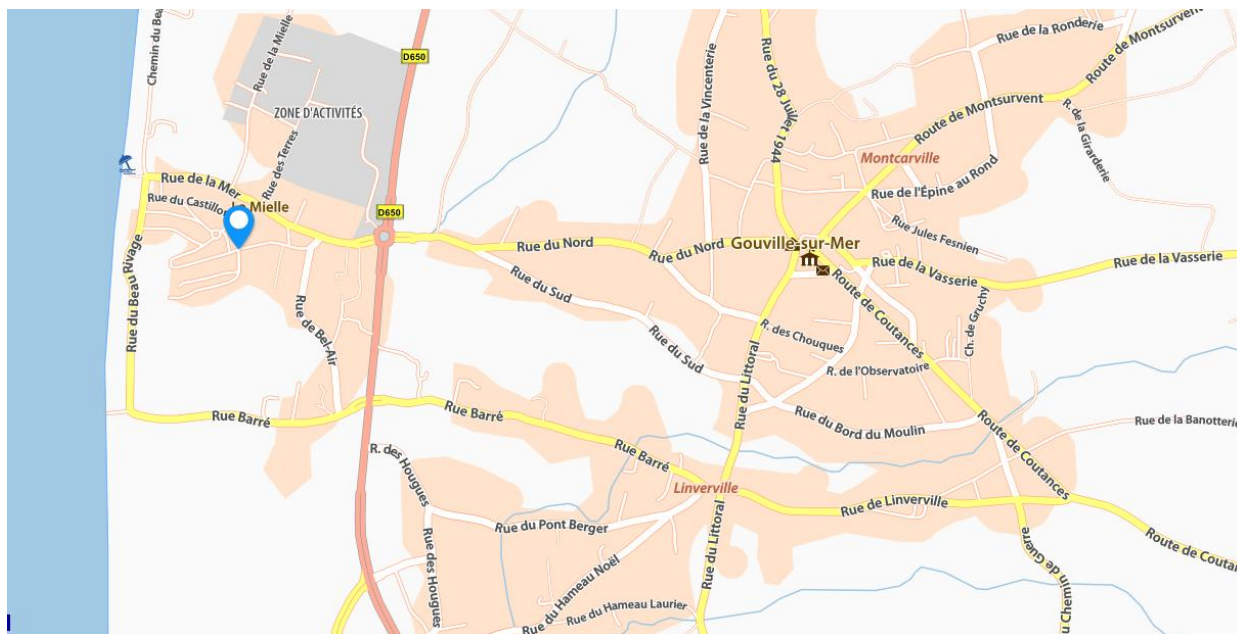 Chemin du Beau
Rue de la Mielle
D650
ZONE D'ACTIVITÉS
Rue des Terres
Rue de la Mer
Rue du Castillon
Mielle
D650
Rue du Beau Rivage
Rue de Bel-Air
Rue Barré
Rue du Nord
Rue du Sud
Rue du Nord
Rue du Sud
Rue de la Vincenterie
Rue du 28 Juillet 1944
Rue de la Ronderie
Route de Montsurvent
Route de Montsurvent
R. de la Girarderie
Montcarville
Rue de l'Épine au Rond
Rue Jules Fesnien
Gouville-sur-Mer
Rue de la Vasserie
Rue de la Vasserie
Route de Coutances
Ch. de Gruchy
R. des Chouques
R. de l'Observatoire
Rue du Littoral
Rue du Bord du Moulin
Route de Coutances
Rue de la Banotterie
Rue Barré
Rue Barré
R. des Hougues
Linverville
Rue de Linverville
Rue du Pont Berger
Rue des Hougues
Rue du Hameau Noël
Rue du Hameau Laurier
Rue du Littoral
u Chemin de Guerre
Route de Coutan